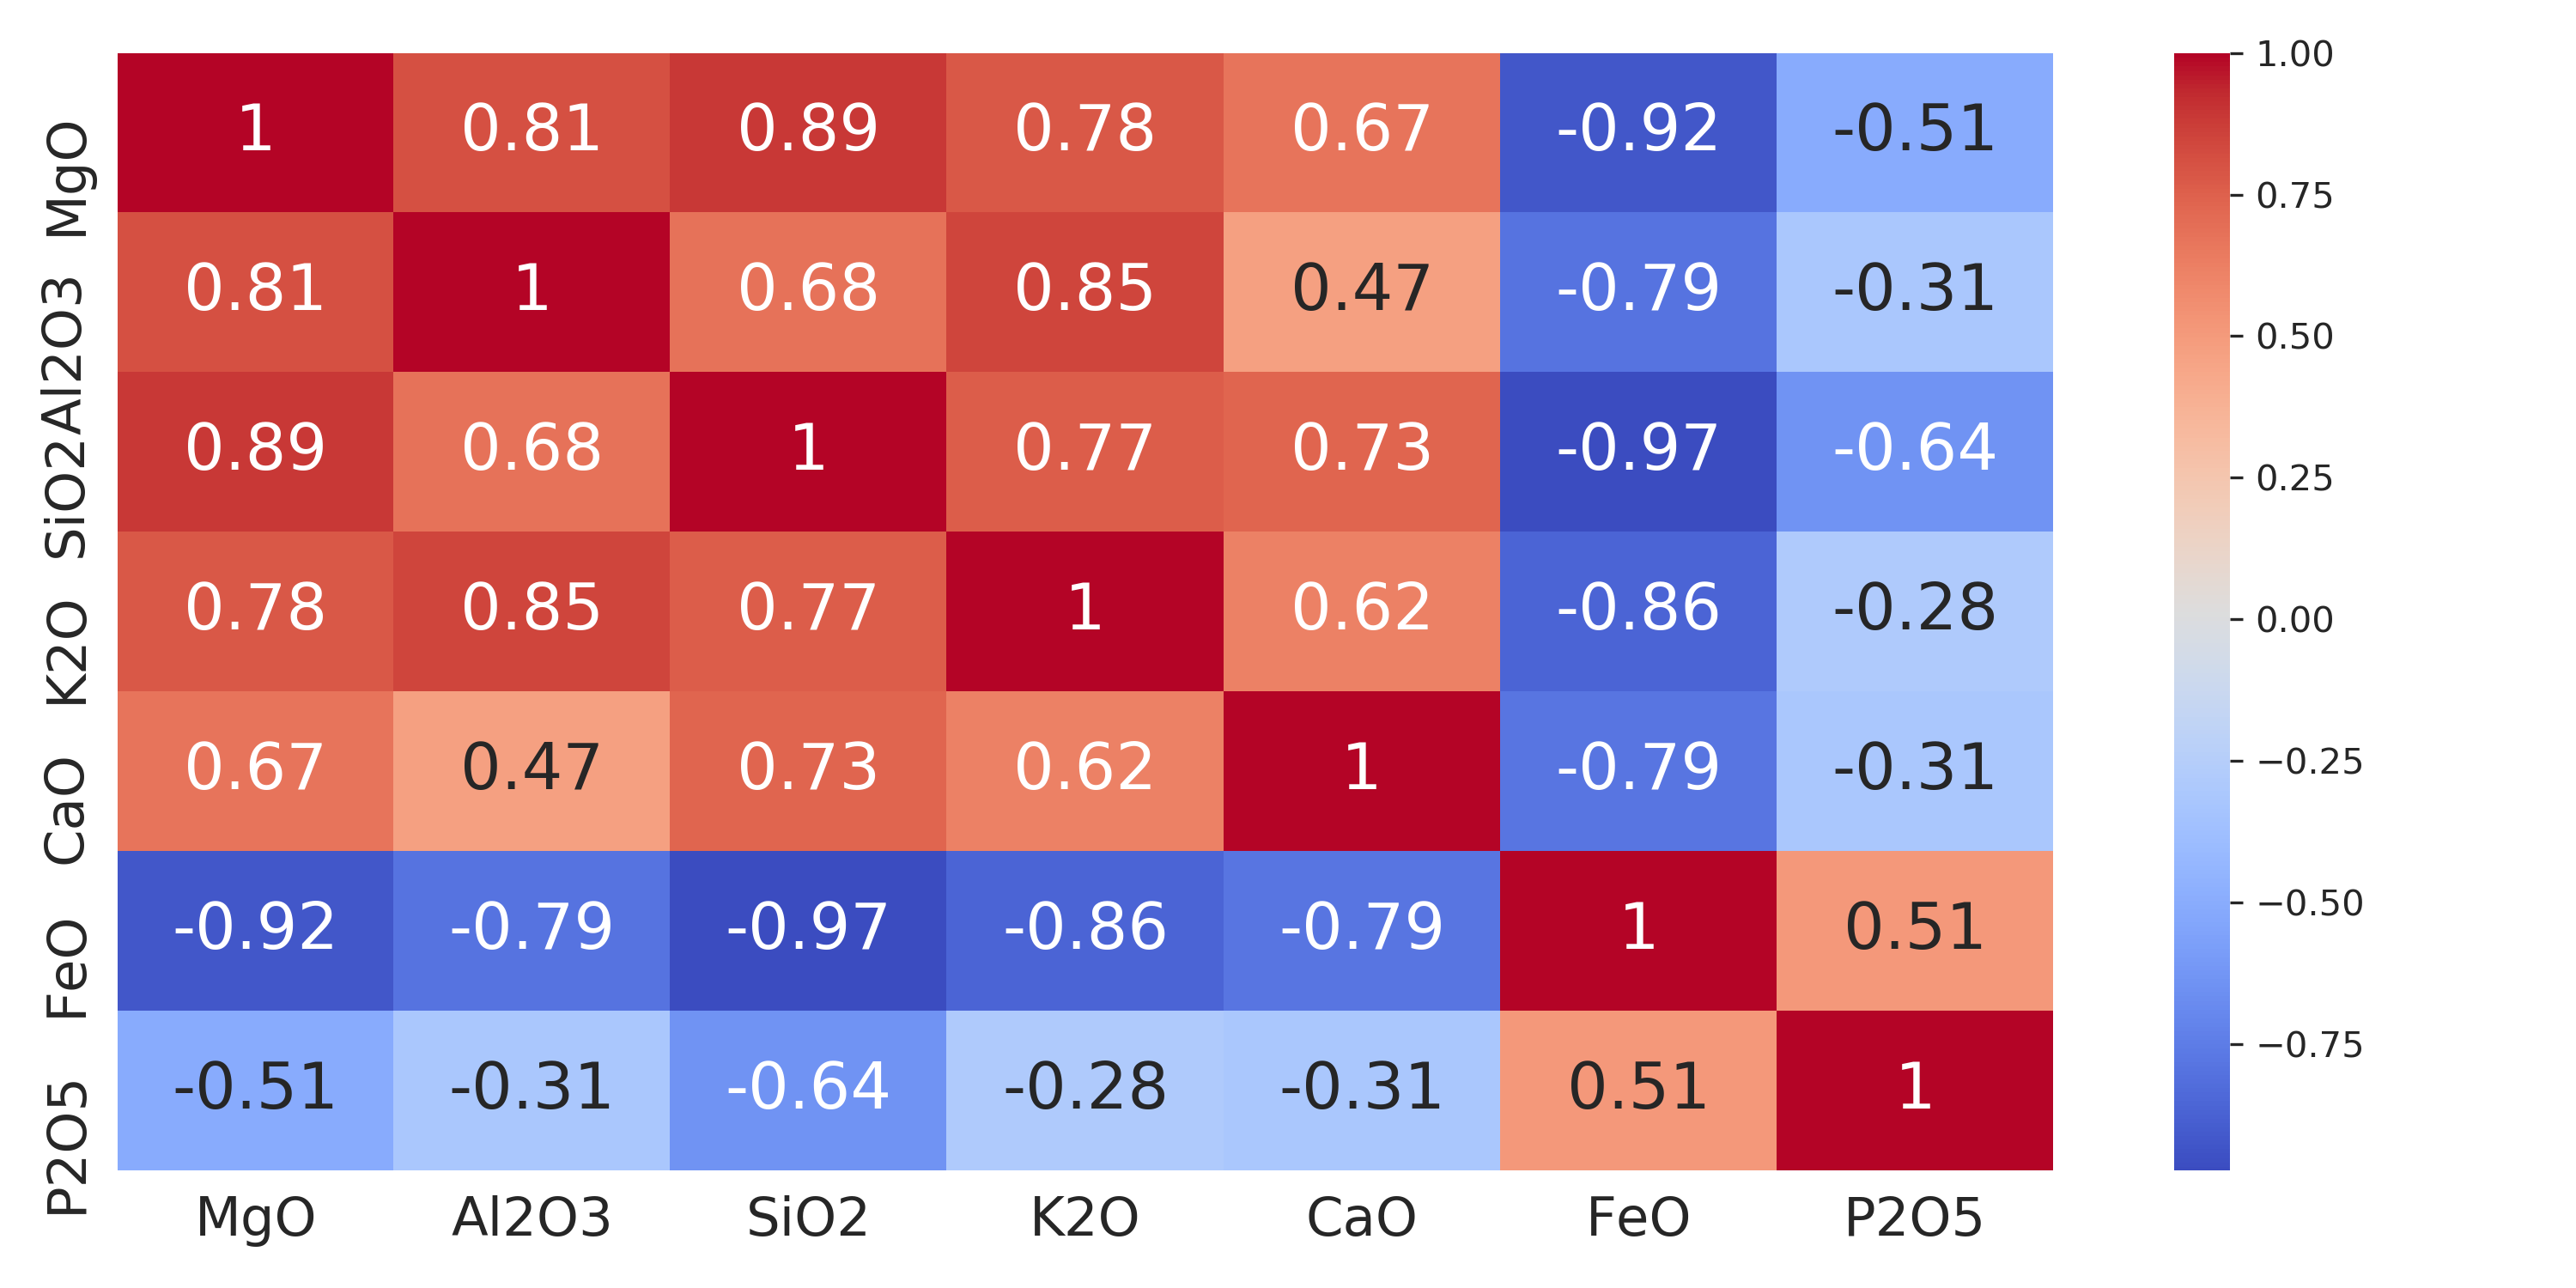 MgO 1 0.81 0.89 0.78 0.67 -0.92 -0.51
Al2O3 0.81 1 0.68 0.85 0.47 -0.79 -0.31
SiO2 0.89 0.68 1 0.77 0.73 -0.97 -0.64
K2O 0.78 0.85 0.77 1 0.62 -0.86 -0.28
CaO 0.67 0.47 0.73 0.62 1 -0.79 -0.31
FeO -0.92 -0.79 -0.97 -0.86 -0.79 1 0.51
P2O5 -0.51 -0.31 -0.64 -0.28 -0.31 0.51 1
MgO Al2O3 SiO2 K2O CaO FeO P2O5
1.00
0.75
0.50
0.25
0.00
−0.25
−0.50
−0.75